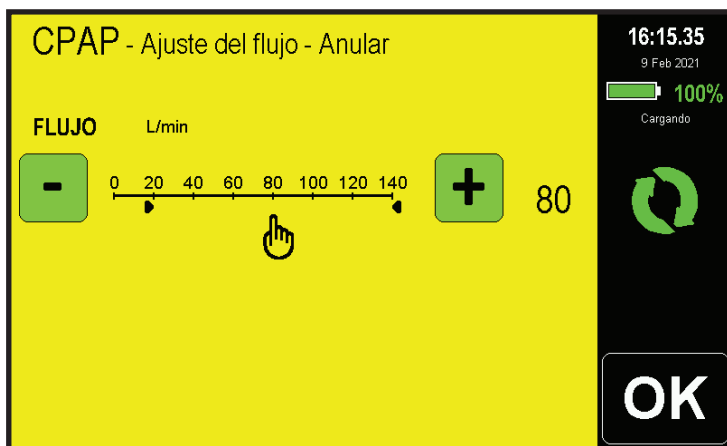 CPAP - Ajuste del flujo - Anular
16:15.35
9 Feb 2021
100%
Cargando
FLUJO L/min
- 0 20 40 60 80 100 120 140 + 80
OK